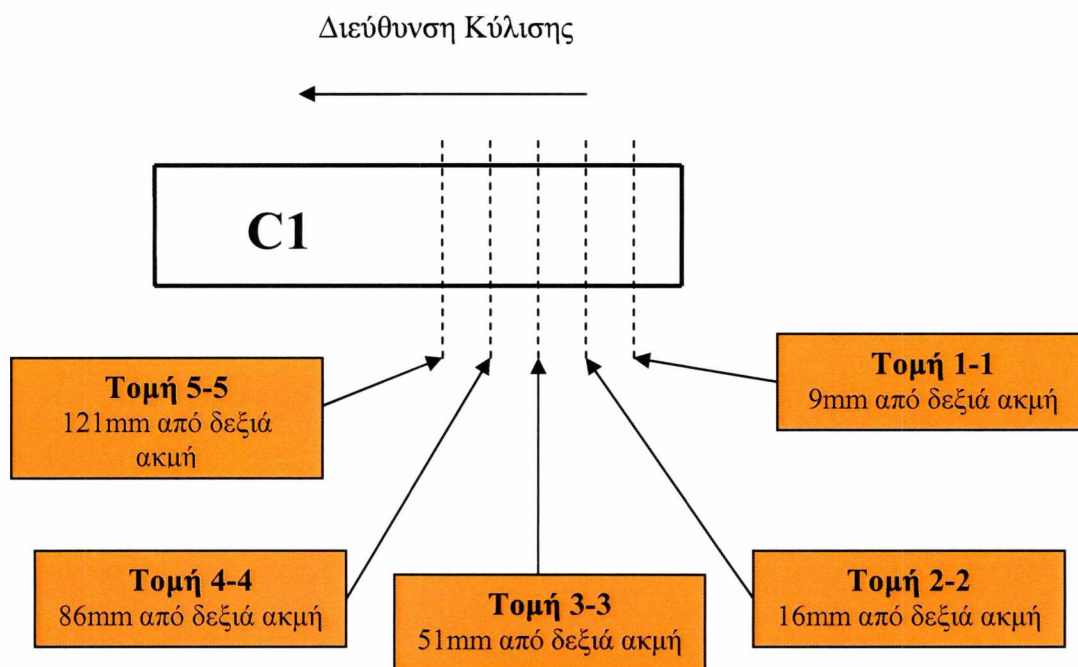 Διεύθυνση Κύλισης
C1
Τομή 5-5
121mm από δεξιά
ακμή
Τομή 1-1
9mm από δεξιά ακμή
Τομή 4-4
86mm από δεξιά ακμή
Τομή 3-3
51mm από δεξιά ακμή
Τομή 2-2
16mm από δεξιά ακμή